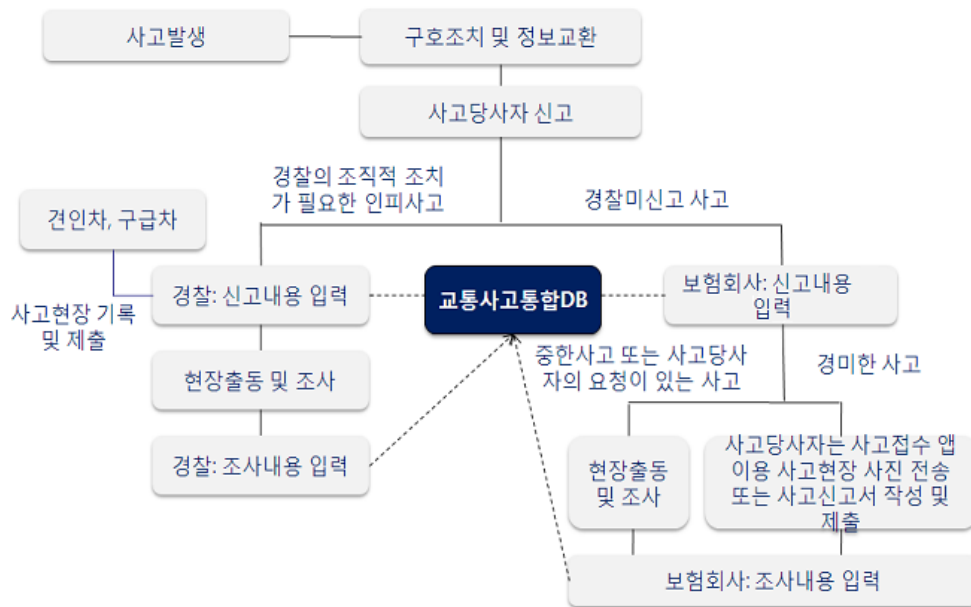 사고발생
구호조치 및 정보교환
사고당사자 신고
경찰의 조직적 조치
가 필요한 인피사고
경찰미신고 사고
견인차, 구급차
사고현장 기록
및 제출
경찰: 신고내용 입력
교통사고통합DB
보험회사: 신고내용
입력
현장출동 및 조사
중한사고 또는 사고당사
자의 요청이 있는 사고
경미한 사고
경찰: 조사내용 입력
현장출동
및 조사
사고당사자는 사고접수 앱
이용 사고현장 사진 전송
또는 사고신고서 작성 및
제출
보험회사: 조사내용 입력